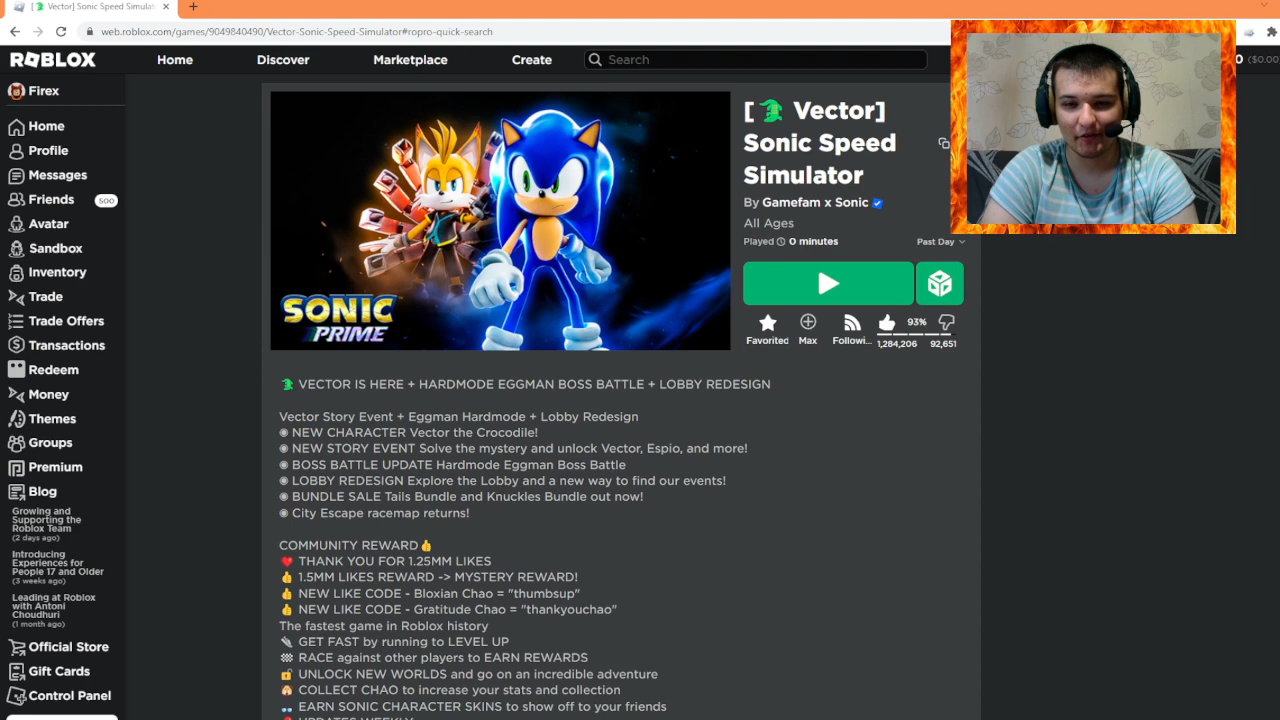 [ Vector] Sonic Speed Simulat
web.roblox.com/games/9049840490/Vector-Sonic-Speed-Simulator#ropro-quick-search
ROBLOX Home Discover Marketplace Create Search 0 ($0.00
Firex
Home
Profile
Messages
Friends 500
Avatar
Sandbox
Inventory
Trade
Trade Offers
Transactions
Redeem
Money
Themes
Groups
Premium
Blog
Growing and
Supporting the
Roblox Team
(2 days ago)
Introducing
Experiences for
People 17 and Older
(3 weeks ago)
Leading at Roblox
with Antoni
Choudhuri
(1 month ago)
Official Store
Gift Cards
Control Panel
SONIC
PRIME
[ Vector]
Sonic Speed
Simulator
By Gamefam x Sonic
All Ages
Played 0 minutes Past Day
Favorited Max Followi... 93%
1,284,206 92,651
VECTOR IS HERE + HARDMODE EGGMAN BOSS BATTLE + LOBBY REDESIGN
Vector Story Event + Eggman Hardmode + Lobby Redesign
◉ NEW CHARACTER Vector the Crocodile!
◉ NEW STORY EVENT Solve the mystery and unlock Vector, Espio, and more!
◉ BOSS BATTLE UPDATE Hardmode Eggman Boss Battle
◉ LOBBY REDESIGN Explore the Lobby and a new way to find our events!
◉ BUNDLE SALE Tails Bundle and Knuckles Bundle out now!
◉ City Escape racemap returns!
COMMUNITY REWARD👍
❤️ THANK YOU FOR 1.25MM LIKES
👍 1.5MM LIKES REWARD -> MYSTERY REWARD!
👍 NEW LIKE CODE - Bloxian Chao = "thumbsup"
👍 NEW LIKE CODE - Gratitude Chao = "thankyouchao"
The fastest game in Roblox history
GET FAST by running to LEVEL UP
🏁 RACE against other players to EARN REWARDS
🔓 UNLOCK NEW WORLDS and go on an incredible adventure
COLLECT CHAO to increase your stats and collection
EARN SONIC CHARACTER SKINS to show off to your friends
UPDATES WEEKLY